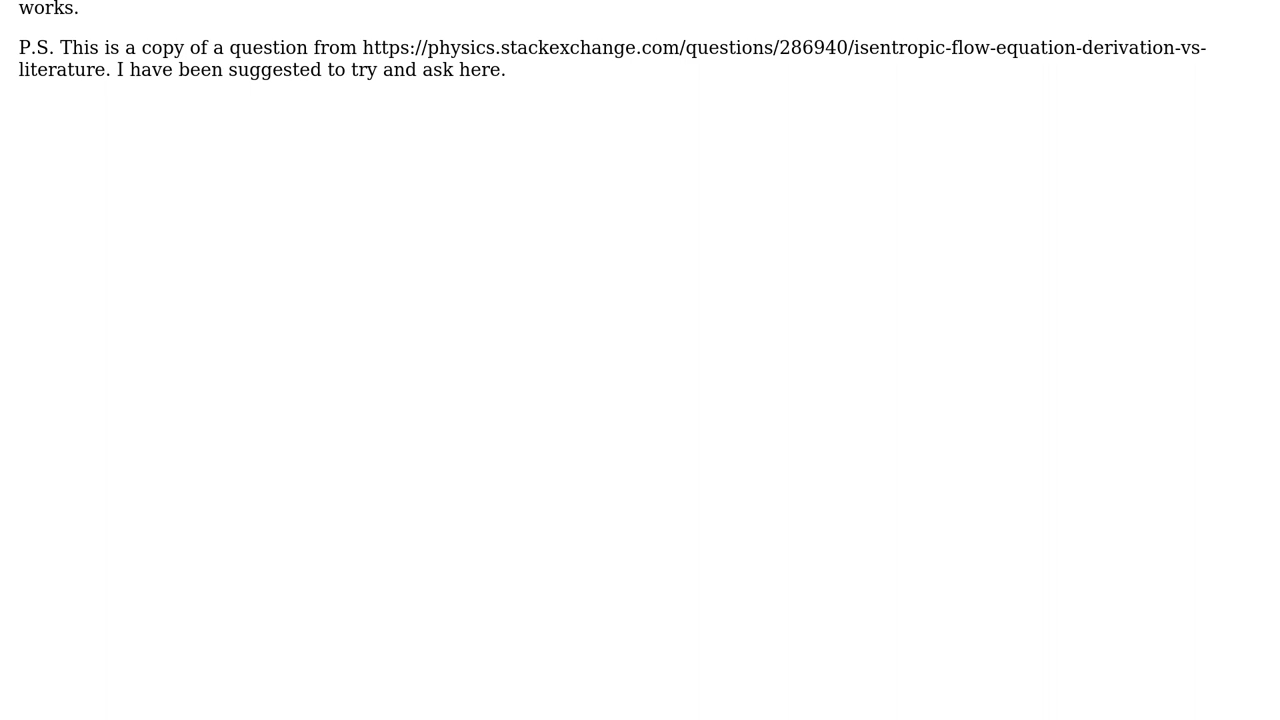 works.
P.S. This is a copy of a question from https://physics.stackexchange.com/questions/286940/isentropic-flow-equation-derivation-vs-
literature. I have been suggested to try and ask here.